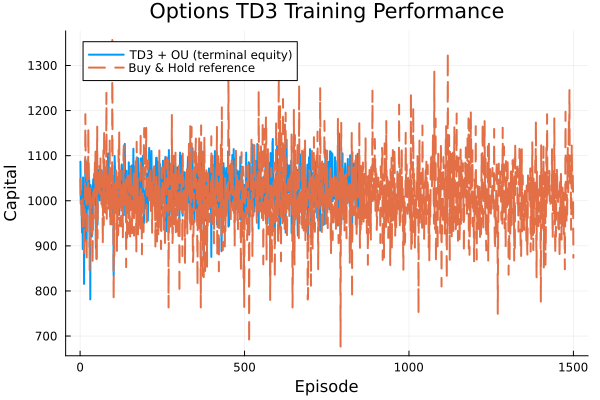 Options TD3 Training Performance
TD3 + OU (terminal equity)
Buy & Hold reference
Capital
1300
1200
1100
1000
900
800
700
0
500
1000
1500
Episode